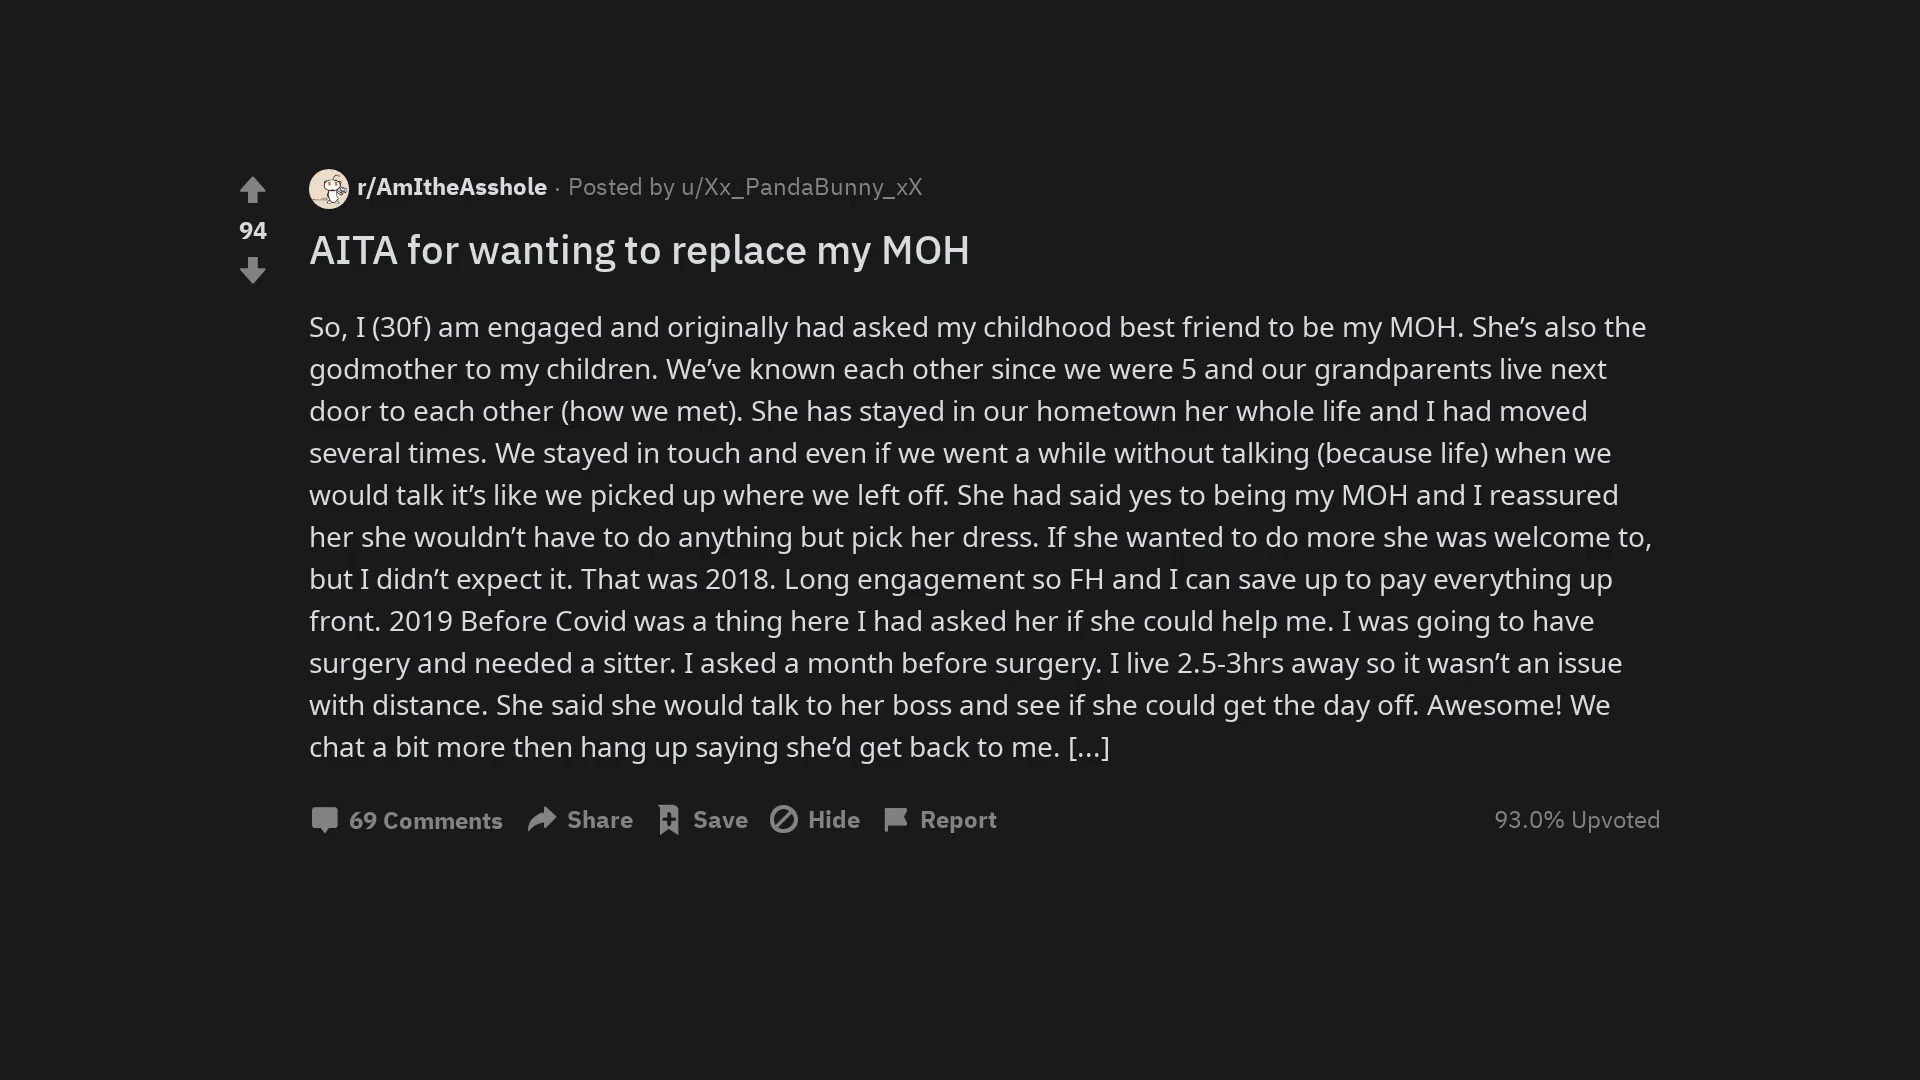 r/AmItheAsshole · Posted by u/Xx_PandaBunny_xX
94
AITA for wanting to replace my MOH
So, I (30f) am engaged and originally had asked my childhood best friend to be my MOH. She’s also the
godmother to my children. We’ve known each other since we were 5 and our grandparents live next
door to each other (how we met). She has stayed in our hometown her whole life and I had moved
several times. We stayed in touch and even if we went a while without talking (because life) when we
would talk it’s like we picked up where we left off. She had said yes to being my MOH and I reassured
her she wouldn’t have to do anything but pick her dress. If she wanted to do more she was welcome to,
but I didn’t expect it. That was 2018. Long engagement so FH and I can save up to pay everything up
front. 2019 Before Covid was a thing here I had asked her if she could help me. I was going to have
surgery and needed a sitter. I asked a month before surgery. I live 2.5-3hrs away so it wasn’t an issue
with distance. She said she would talk to her boss and see if she could get the day off. Awesome! We
chat a bit more then hang up saying she’d get back to me. [...]
69 Comments Share Save Hide Report 93.0% Upvoted